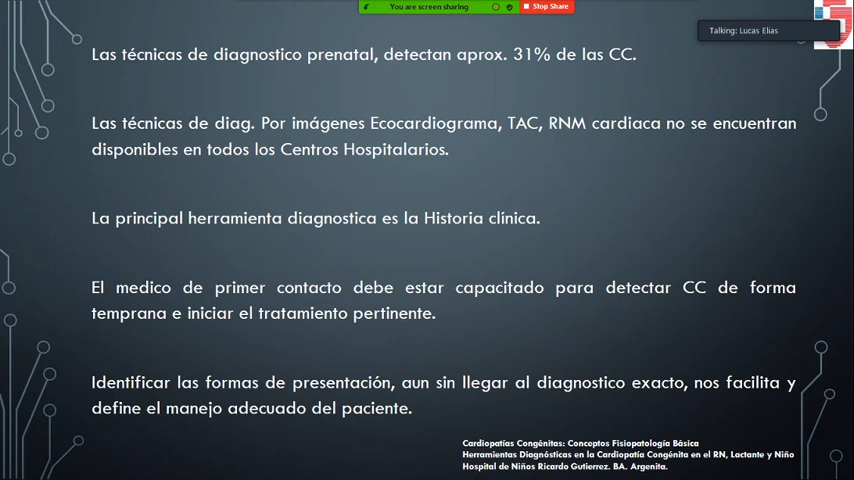 You are screen sharing
Stop Share
Talking: Lucas Elias
Las técnicas de diagnostico prenatal, detectan aprox. 31% de las CC.
Las técnicas de diag. Por imágenes Ecocardiograma, TAC, RNM cardiaca no se encuentran
disponibles en todos los Centros Hospitalarios.
La principal herramienta diagnostica es la Historia clínica.
El medico de primer contacto debe estar capacitado para detectar CC de forma
temprana e iniciar el tratamiento pertinente.
Identificar las formas de presentación, aun sin llegar al diagnostico exacto, nos facilita y
define el manejo adecuado del paciente.
Cardiopatías Congénitas: Conceptos Fisiopatología Básica
Herramientas Diagnósticas en la Cardiopatía Congénita en el RN, Lactante y Niño
Hospital de Niños Ricardo Gutierrez. BA. Argenita.